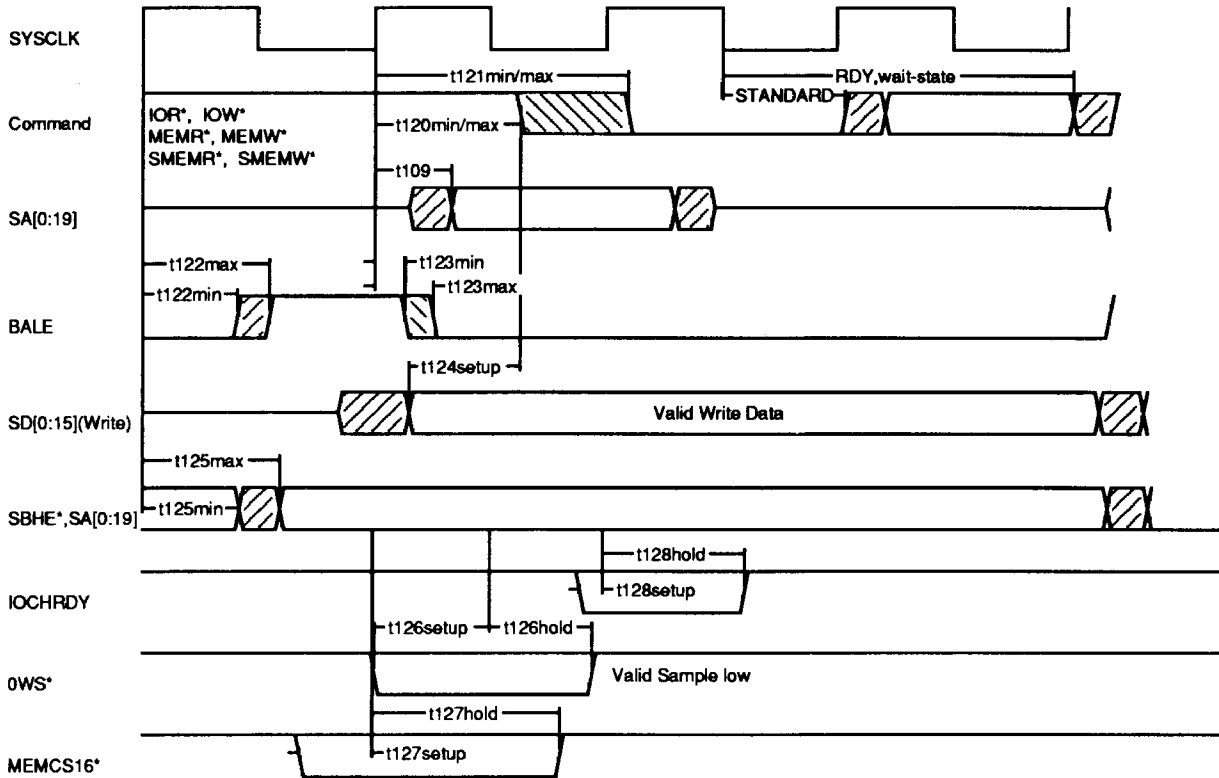 SYSCLK
t121min/max
RDY,wait-state
STANDARD
Command
IOR*, IOW*
MEMR*, MEMW*
SMEMR*, SMEMW*
t120min/max
t109
SA[0:19]
t122max
t123min
t122min
t123max
BALE
t124setup
SD[0:15](Write)
Valid Write Data
t125max
t125min
SBHE*,SA[0:19]
t128hold
t128setup
IOCHRDY
t126setup
t126hold
0WS*
Valid Sample low
t127hold
t127setup
MEMCS16*